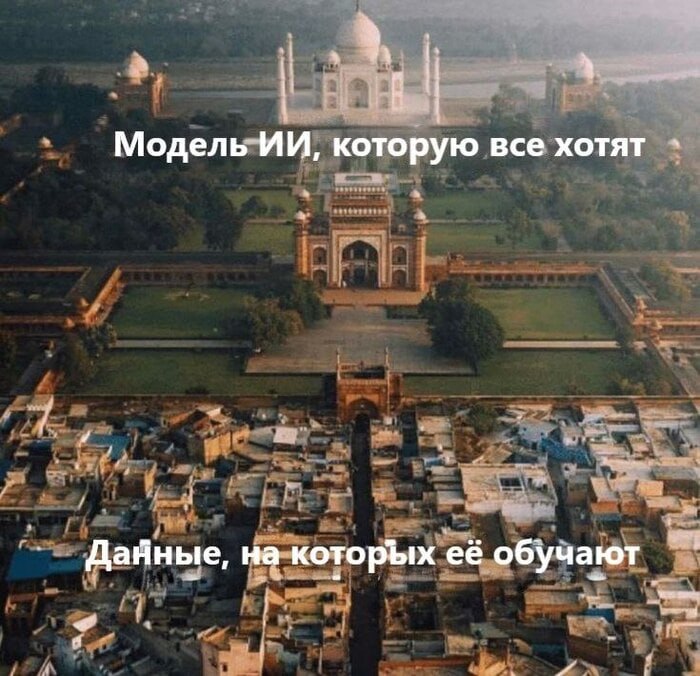 Модель ИИ, которую все хотят
Данные, на которых её обучают